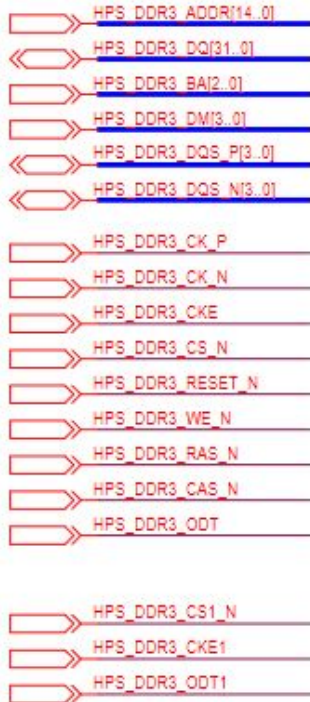 HPS_DDR3_ADDR[14..0]
HPS_DDR3_DQ[31..0]
HPS_DDR3_BA[2..0]
HPS_DDR3_DM[3..0]
HPS_DDR3_DQS_P[3..0]
HPS_DDR3_DQS_N[3..0]
HPS_DDR3_CK_P
HPS_DDR3_CK_N
HPS_DDR3_CKE
HPS_DDR3_CS_N
HPS_DDR3_RESET_N
HPS_DDR3_WE_N
HPS_DDR3_RAS_N
HPS_DDR3_CAS_N
HPS_DDR3_ODT
HPS_DDR3_CS1_N
HPS_DDR3_CKE1
HPS_DDR3_ODT1